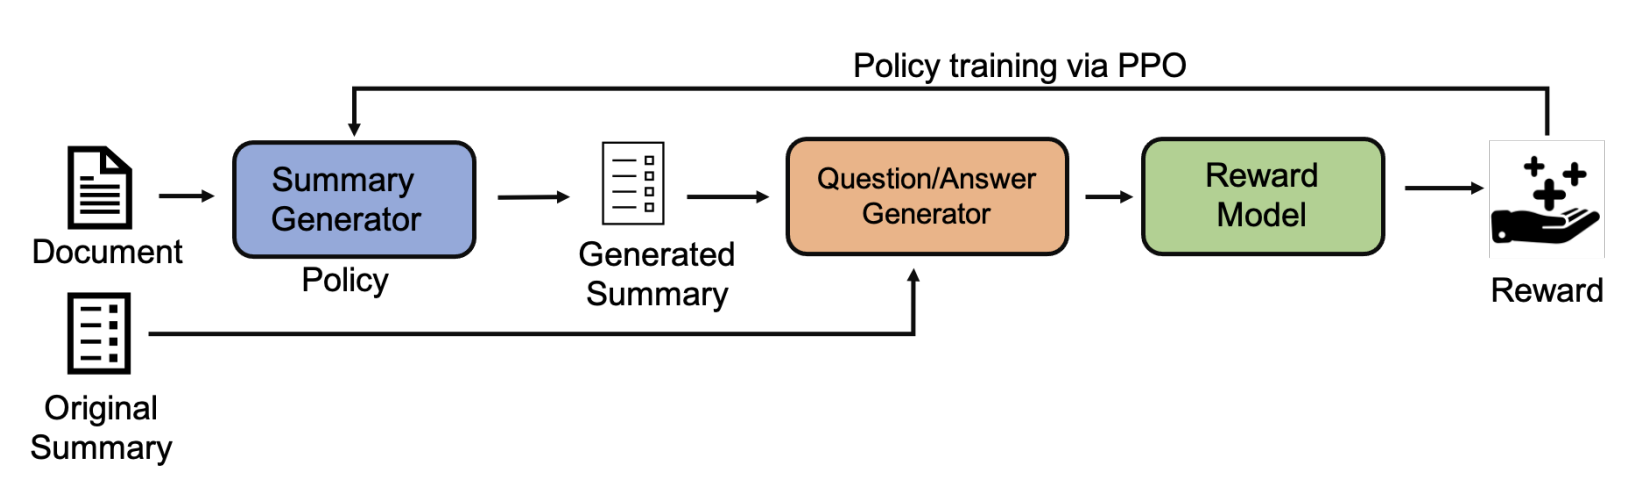 Policy training via PPO
Document
Summary
Generator
Policy
Generated
Summary
Question/Answer
Generator
Reward
Model
Reward
Original
Summary